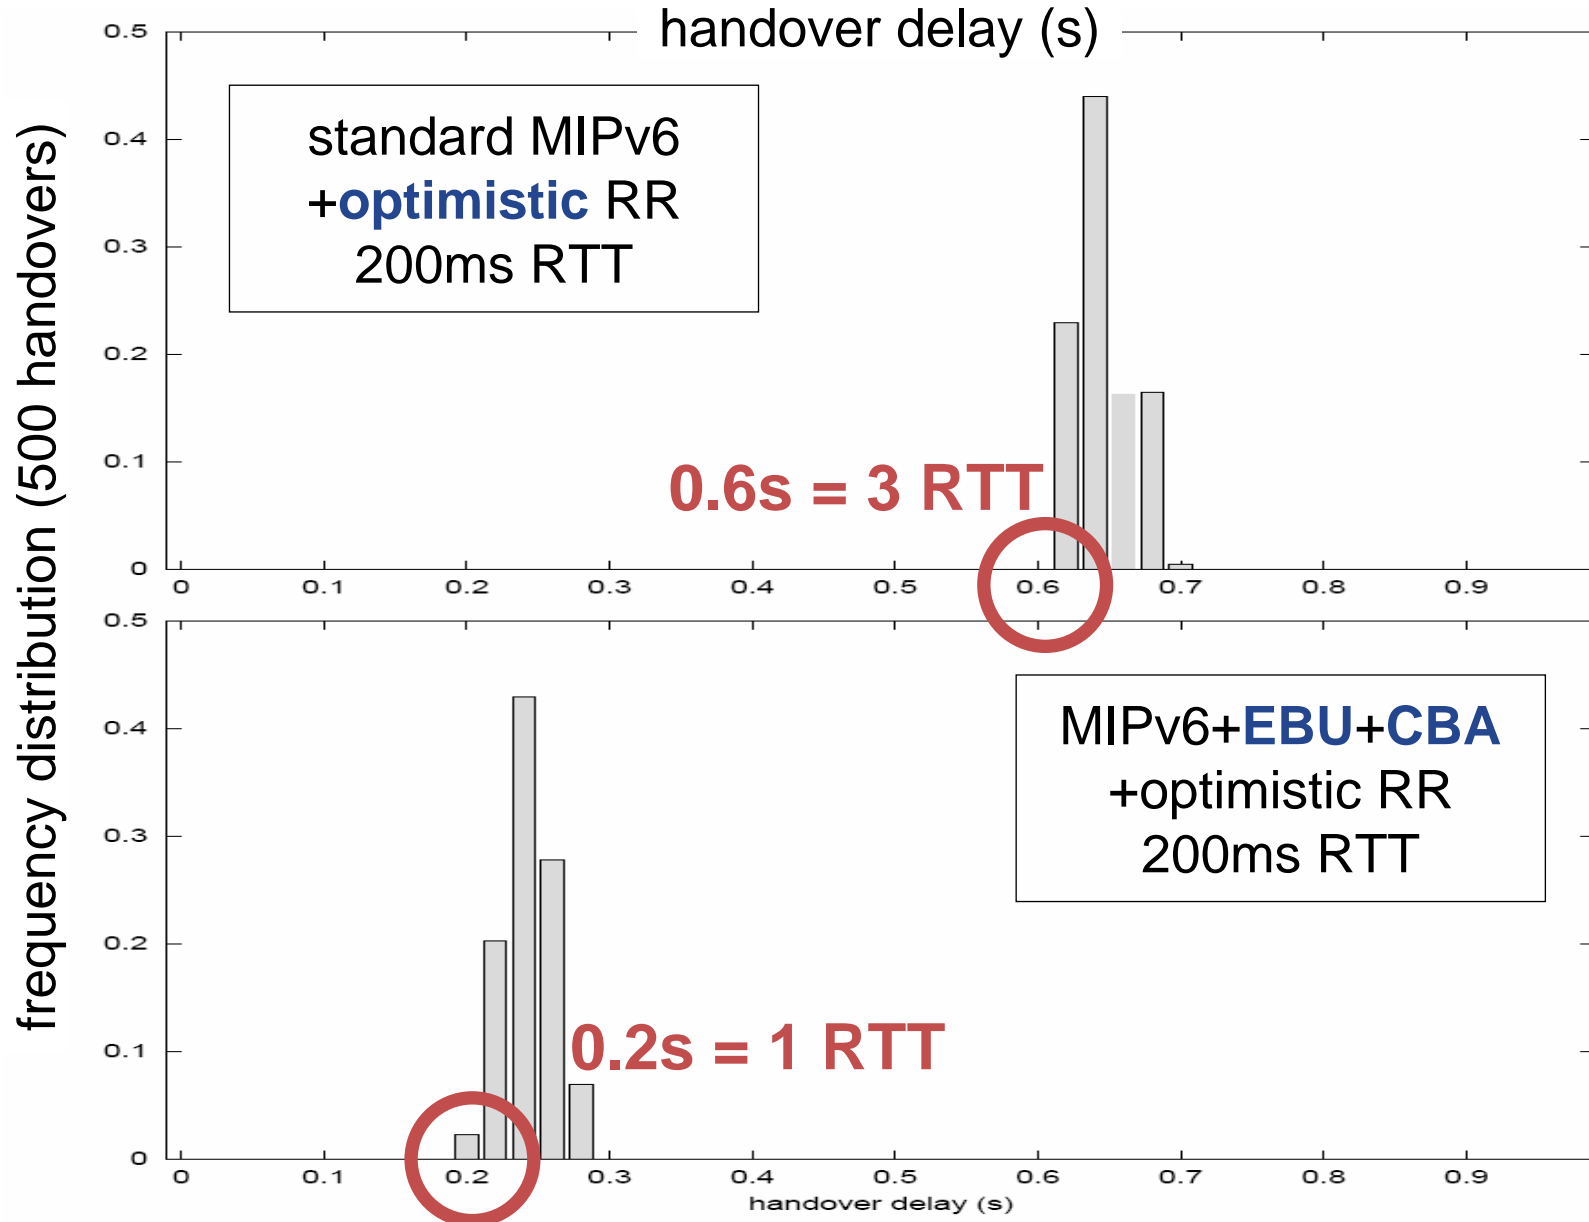 handover delay (s)
frequency distribution (500 handovers)
0.5
0.4
0.3
0.2
0.1
0
standard MIPv6
+optimistic RR
200ms RTT
0.6s = 3 RTT
0 0.1 0.2 0.3 0.4 0.5 0.6 0.7 0.8 0.9
0.5
0.4
0.3
0.2
0.1
0
MIPv6+EBU+CBA
+optimistic RR
200ms RTT
0.2s = 1 RTT
0 0.1 0.2 0.3 0.4 0.5 0.6 0.7 0.8 0.9
handover delay (s)